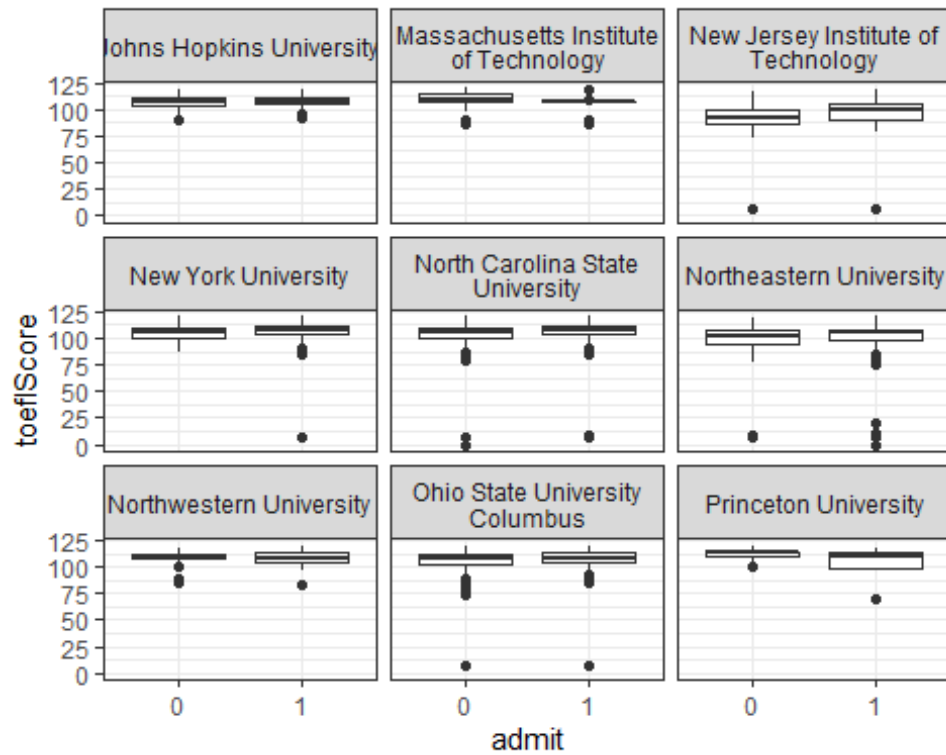 Johns Hopkins University
Massachusetts Institute
of Technology
New Jersey Institute of
Technology
125
100
75
50
25
0
New York University
North Carolina State
University
Northeastern University
125
100
75
50
25
0
toeflScore
Northwestern University
Ohio State University
Columbus
Princeton University
125
100
75
50
25
0
0 1 0 1 0 1
admit